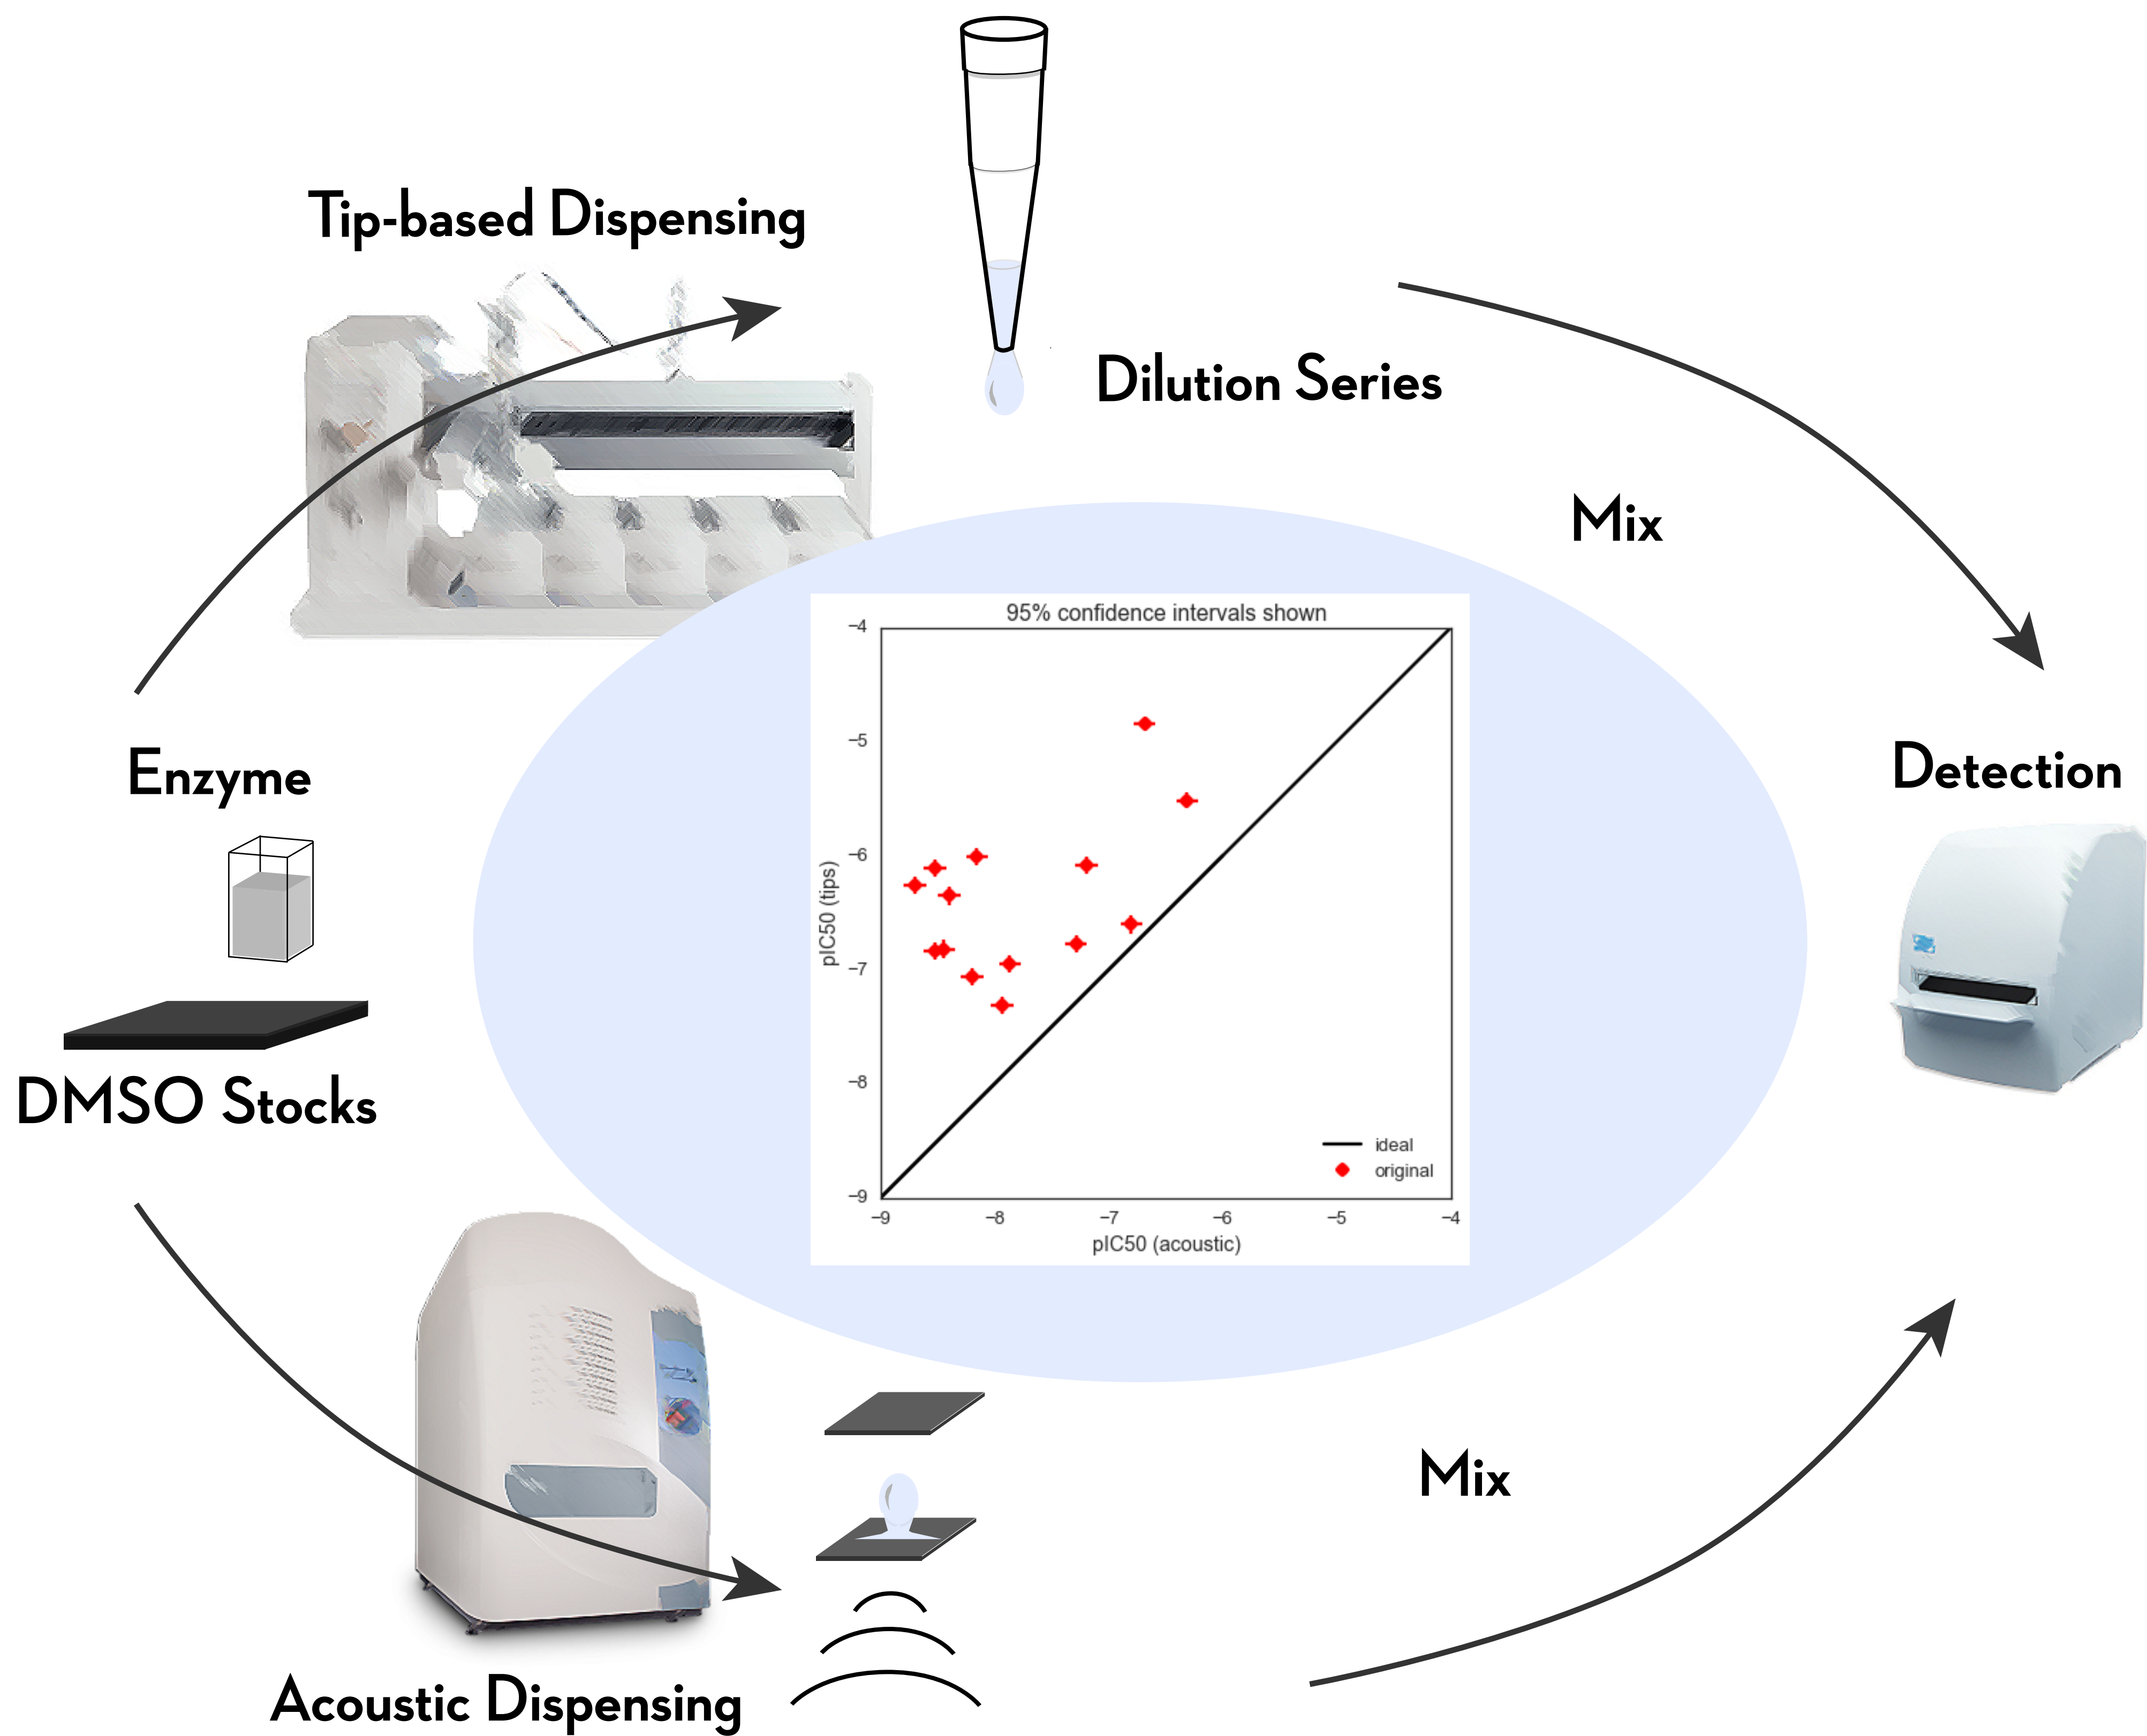 Tip-based Dispensing
Dilution Series
Mix
Enzyme
DMSO Stocks
Detection
95% confidence intervals shown
−4
−5
−6
−7
−8
−9
pIC50 (tips)
ideal
original
−9
−8
−7
−6
−5
−4
pIC50 (acoustic)
Mix
Acoustic Dispensing